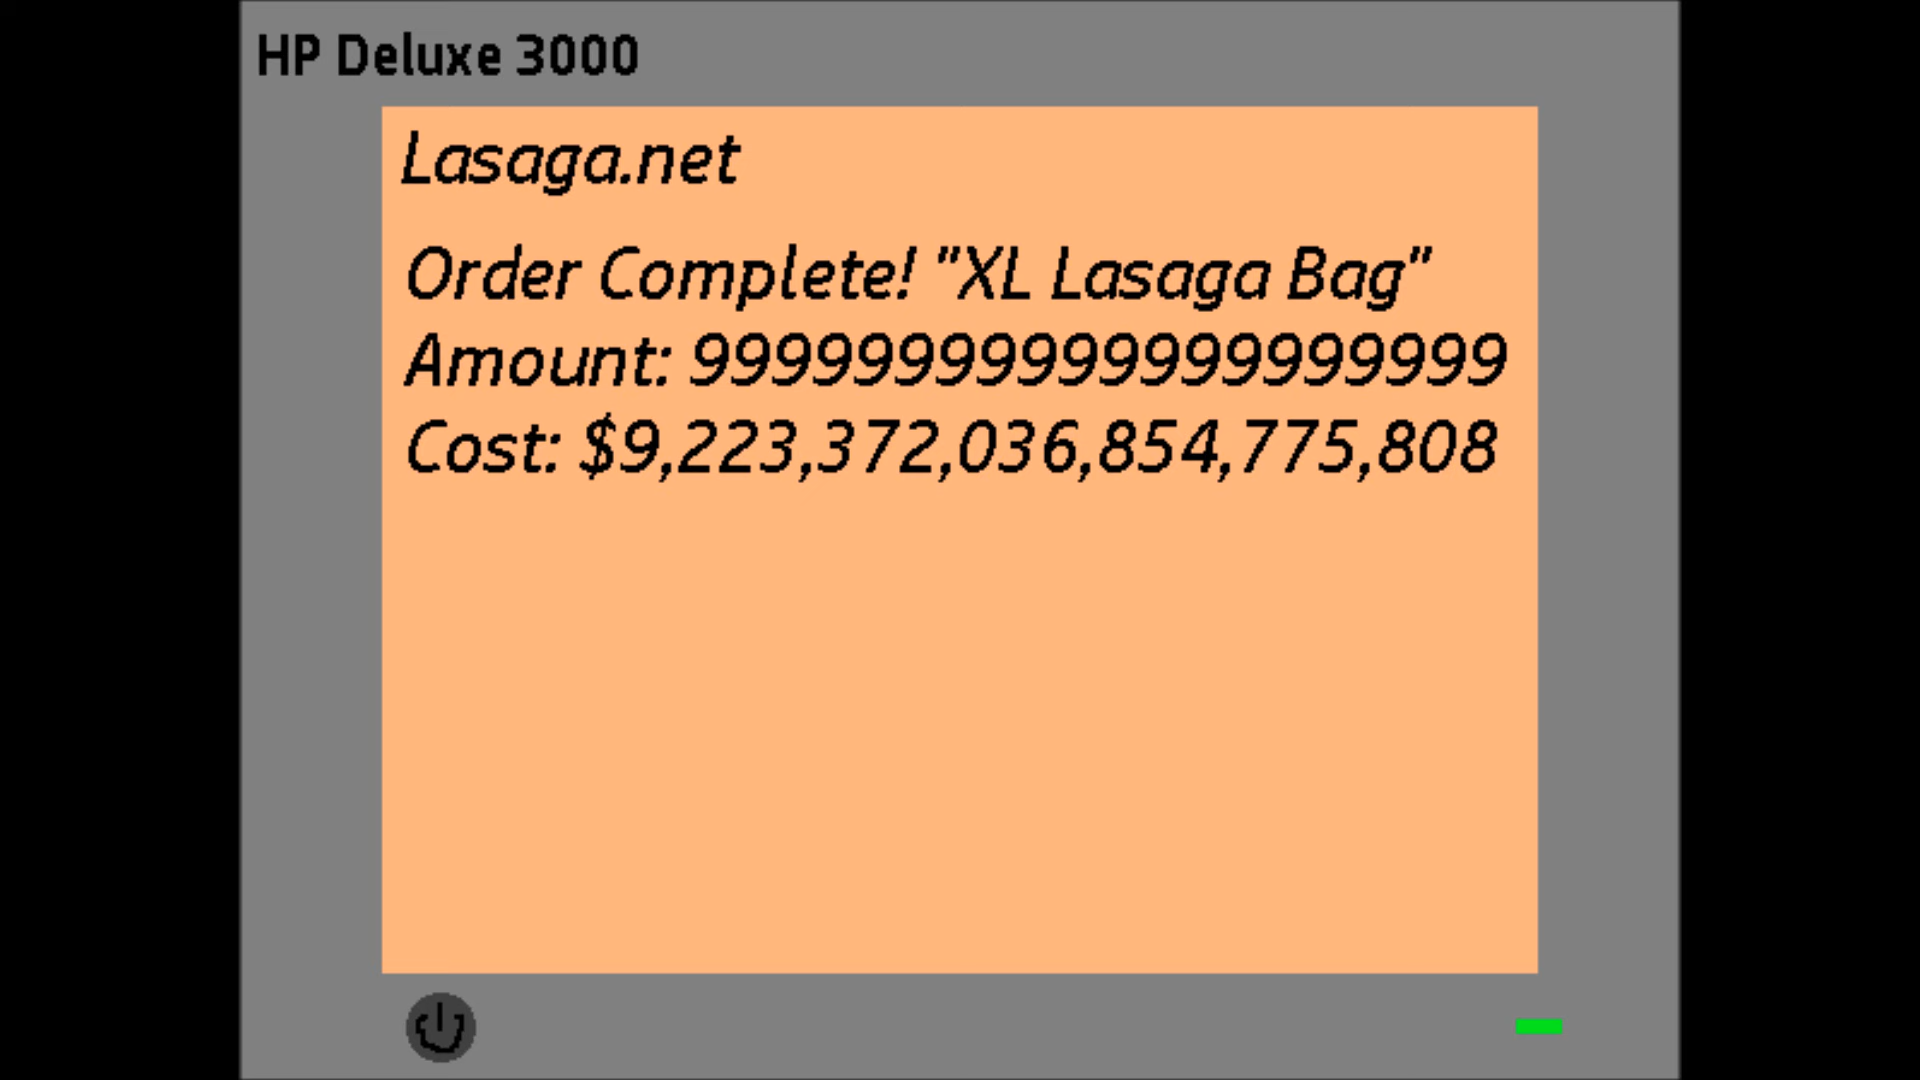 HP Deluxe 3000
Lasaga.net
Order Complete! "XL Lasaga Bag"
Amount: 99999999999999999999
Cost: $9,223,372,036,854,775,808